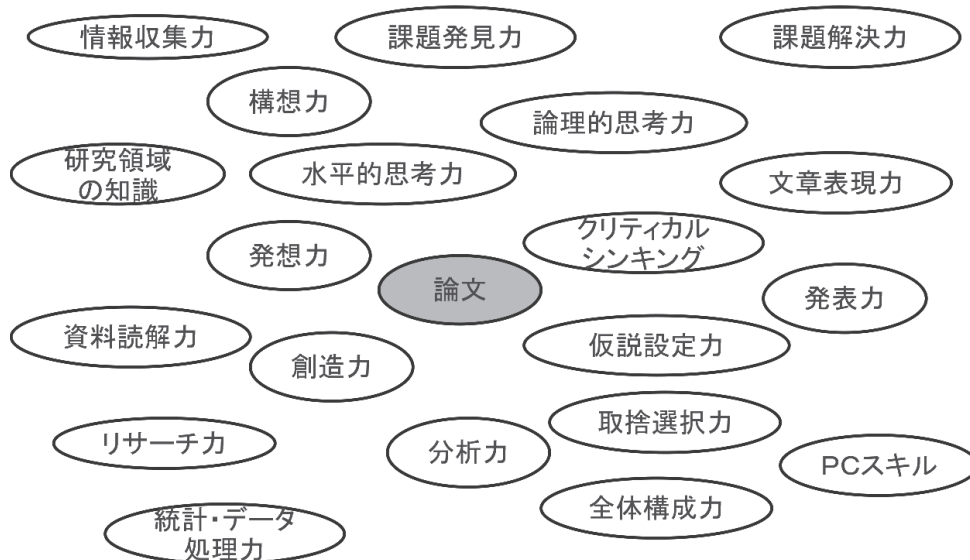 情報収集力
課題発見力
課題解決力
構想力
論理的思考力
研究領域
の知識
水平的思考力
文章表現力
クリティカル
シンキング
発想力
論文
発表力
資料読解力
仮説設定力
創造力
取捨選択力
リサーチ力
分析力
PCスキル
全体構成力
統計・データ
処理力